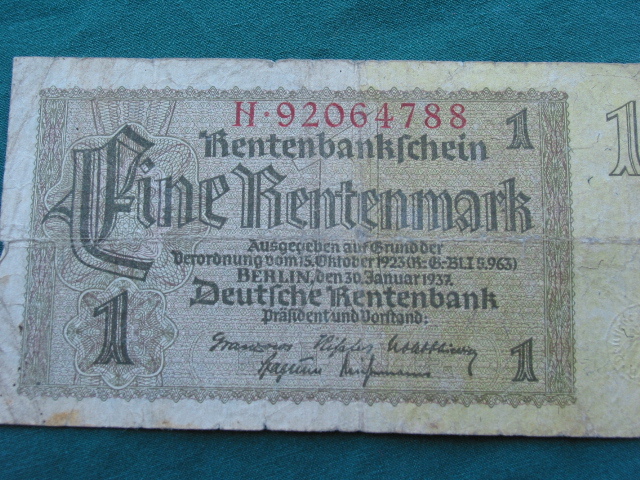 H·92064788
Rentenbankschein
1
1
Eine Rentenmark
Ausgegeben auf Grund der
Verordnung vom 15. Oktober 1923 (R-G-Bl. I S. 963)
BERLIN, den 30. Januar 1937.
Deutsche Rentenbank
Präsident und Vorstand:
1
1